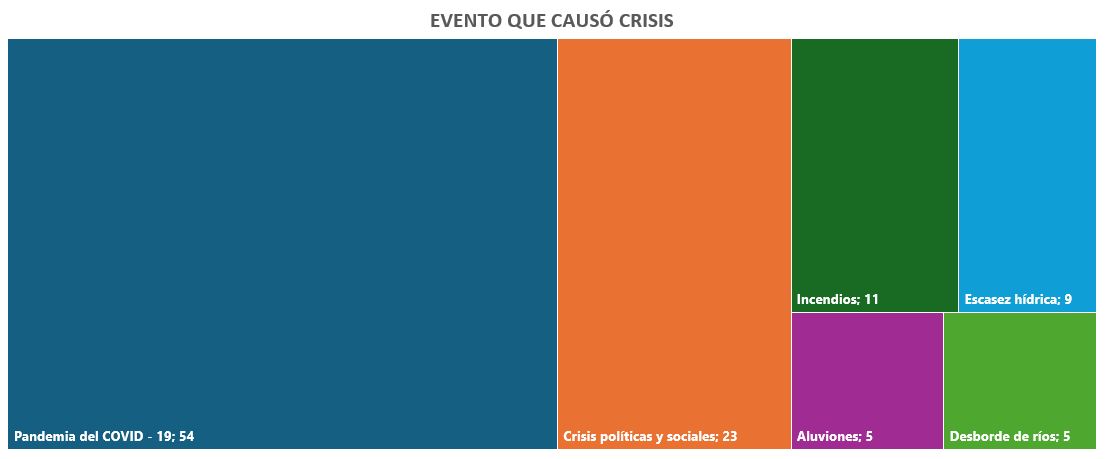 EVENTO QUE CAUSÓ CRISIS
Pandemia del COVID - 19; 54
Crisis políticas y sociales; 23
Incendios; 11
Escasez hídrica; 9
Aluviones; 5
Desborde de ríos; 5